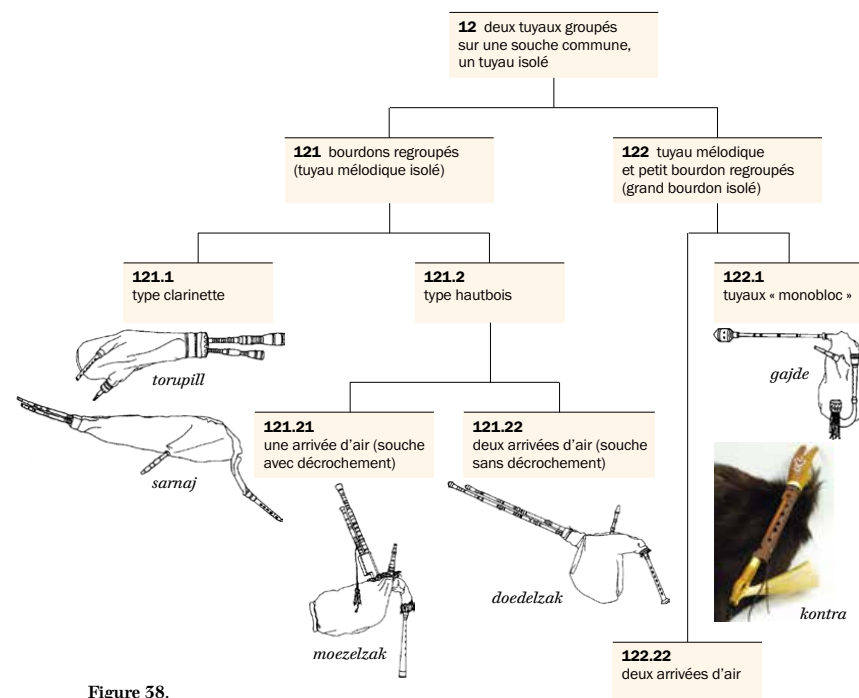 12 deux tuyaux groupés
sur une souche commune,
un tuyau isolé
121 bourdons regroupés
(tuyau mélodique isolé)
122 tuyau mélodique
et petit bourdon regroupés
(grand bourdon isolé)
121.1
type clarinette
121.2
type hautbois
122.1
tuyaux « monobloc »
torupill
gajde
sarnaj
121.21
une arrivée d'air (souche
avec décrochement)
121.22
deux arrivées d'air (souche
sans décrochement)
doedelzak
moezelzak
kontra
122.22
deux arrivées d'air
Figure 38.